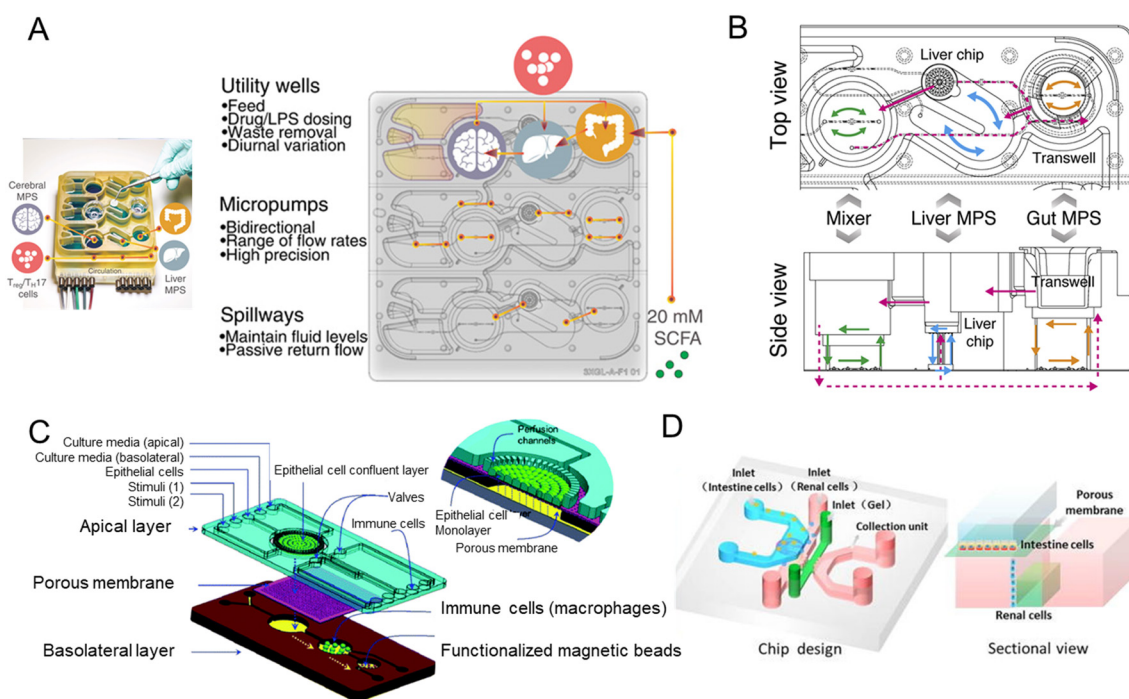 A
Utility wells
•Feed
•Drug/LPS dosing
•Waste removal
•Diurnal variation
Micropumps
•Bidirectional
•Range of flow rates
•High precision
Spillways
•Maintain fluid levels
•Passive return flow
Cerebral
MPS
Treg/TH17
cells
Circulation
Liver
MPS
20 mM
SCFA
B
Top view
Liver chip
Transwell
Mixer
Liver MPS
Gut MPS
Side view
Transwell
Liver
chip
C
Culture media (apical)
Culture media (basolateral)
Epithelial cells
Stimuli (1)
Stimuli (2)
Apical layer
Porous membrane
Basolateral layer
Epithelial cell confluent layer
Valves
Immune cells
Perfusion
channels
Epithelial cell
Monolayer
Porous membrane
Immune cells (macrophages)
Functionalized magnetic beads
D
Inlet
(Intestine cells)
Inlet
(Renal cells)
Inlet
(Gel)
Collection unit
Chip design
Porous
membrane
Intestine cells
Renal cells
Sectional view